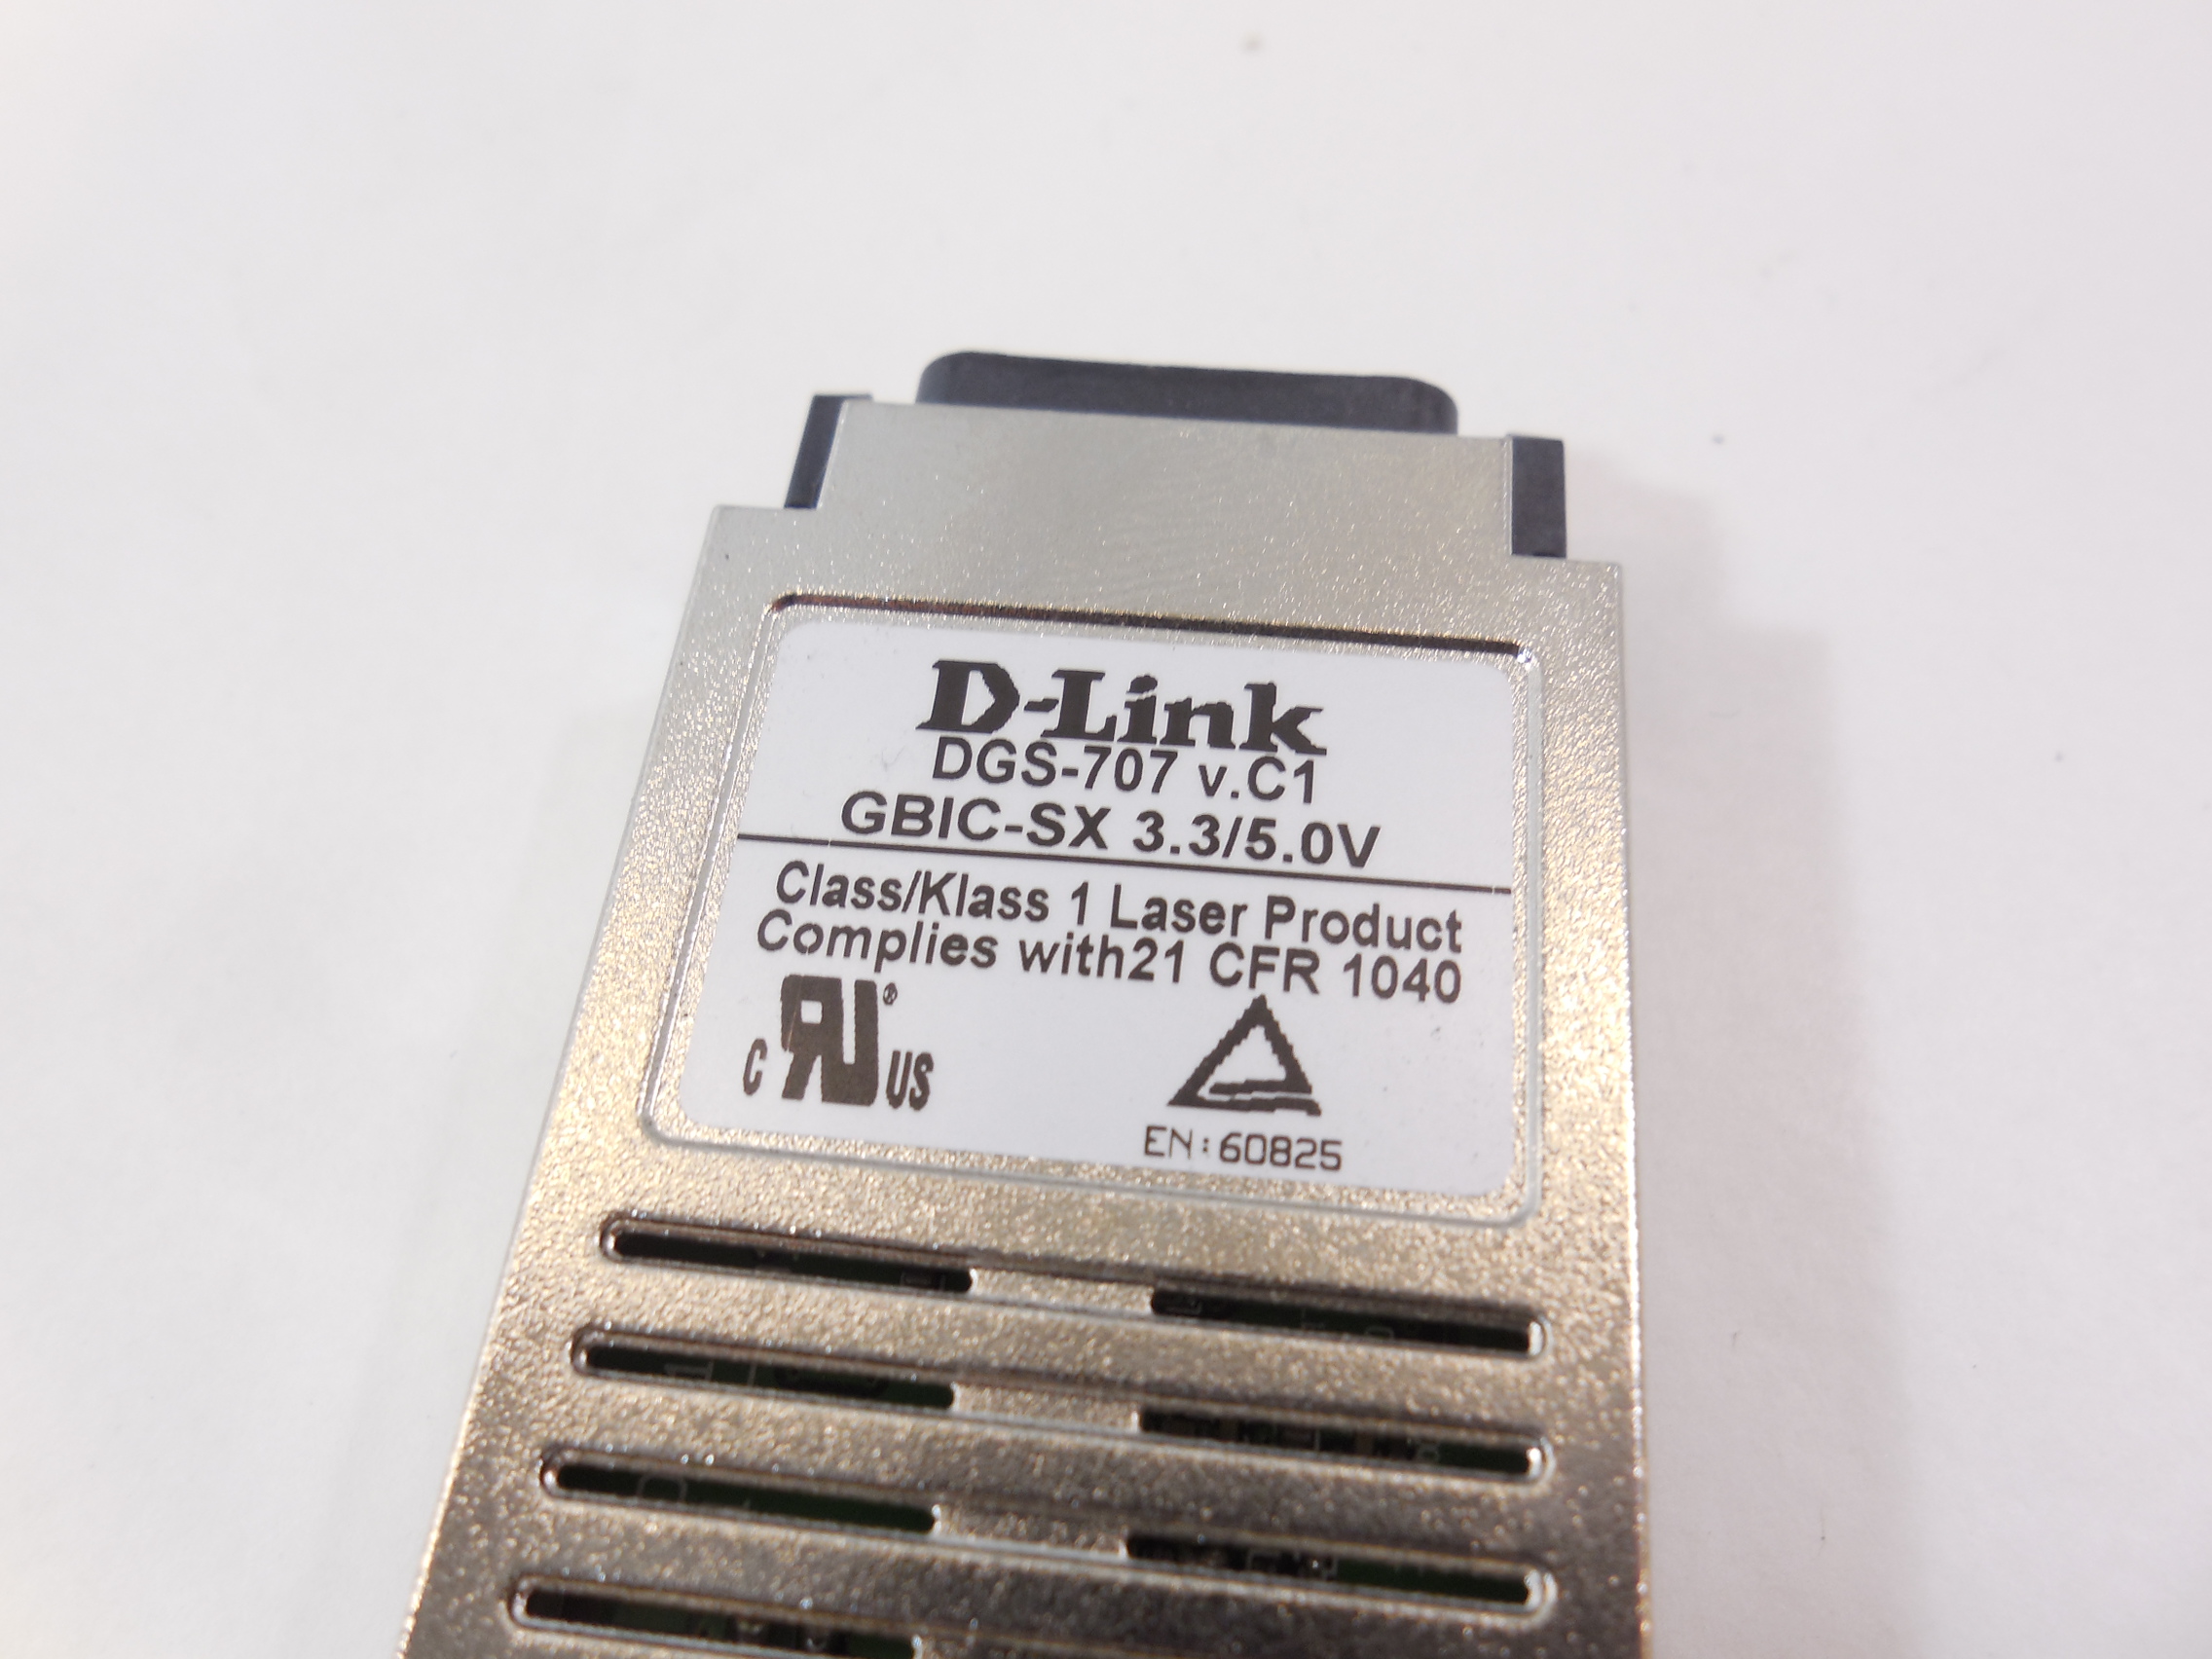 D-Link
DGS-707 v.C1
GBIC-SX 3.3/5.0V
Class/Klass 1 Laser Product
Complies with21 CFR 1040
c RU® US
EN:60825